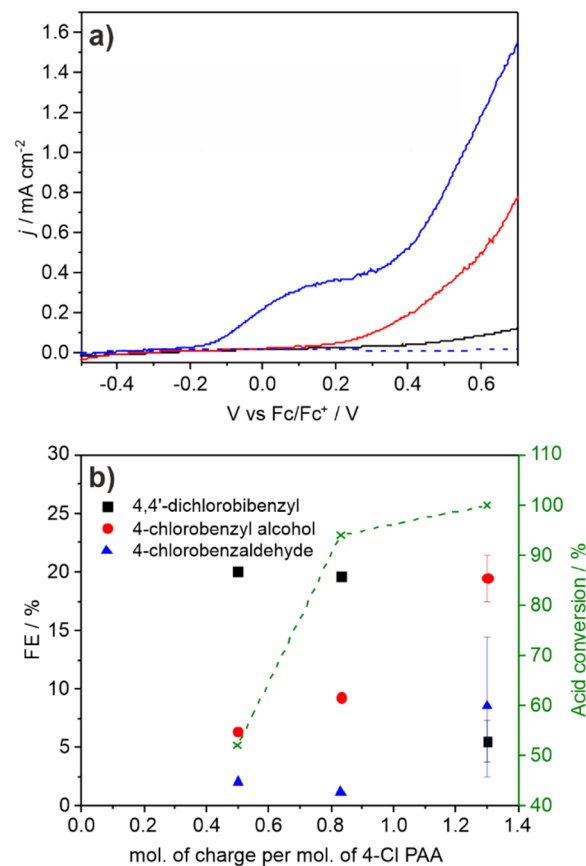 a)
1.6
1.4
1.2
1.0
0.8
0.6
0.4
0.2
0.0
j / mA cm⁻²
-0.4 -0.2 0.0 0.2 0.4 0.6
V vs Fc/Fc⁺ / V
b)
4,4'-dichlorobibenzyl
4-chlorobenzyl alcohol
4-chlorobenzaldehyde
30
25
20
15
10
5
0
FE / %
110
100
90
80
70
60
50
40
Acid conversion / %
0.0 0.2 0.4 0.6 0.8 1.0 1.2 1.4
mol. of charge per mol. of 4-Cl PAA